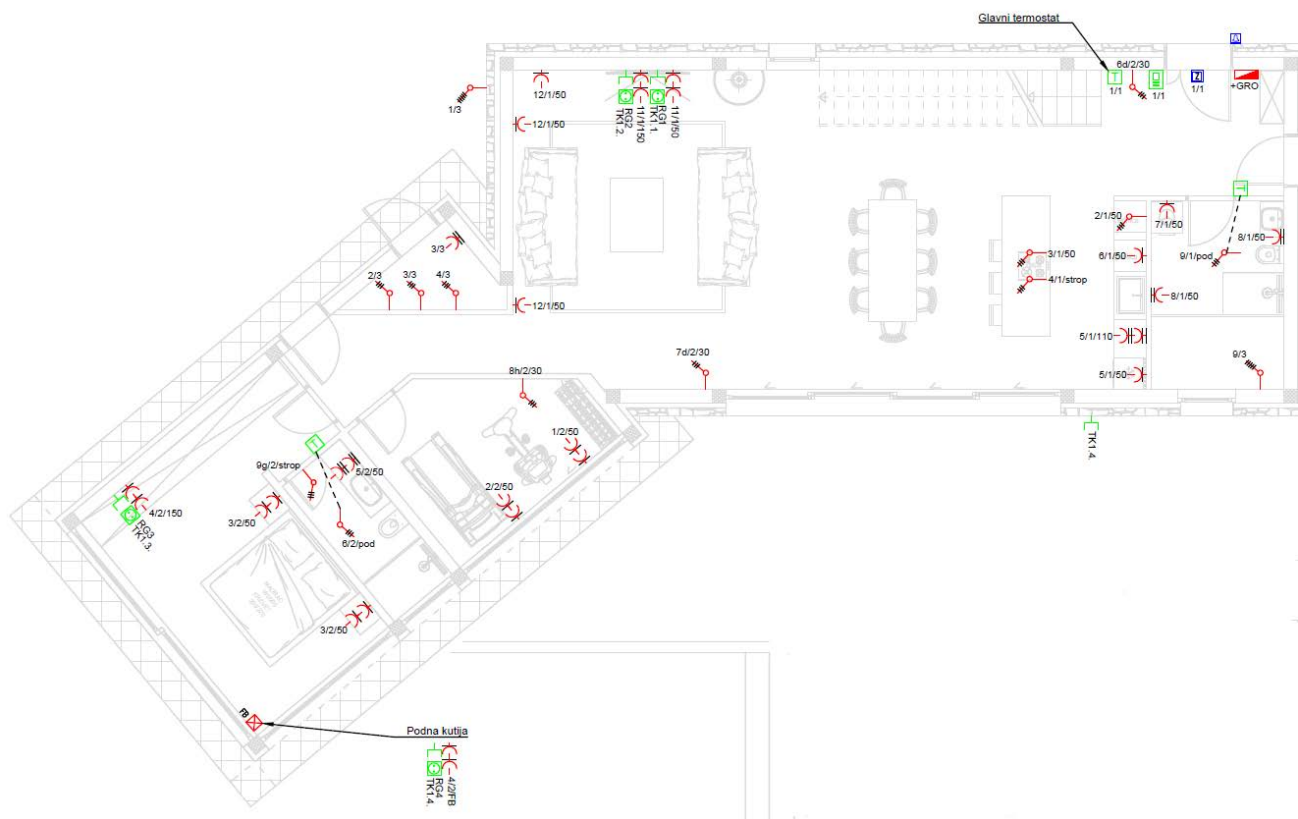 Glavni termostat
6d/2/30
1/1
1/1
Z
1/1
+GRO
T
1/3
12/1/50
12/1/50
RG2
TK1.2.
11/1/150
RG1
TK1.1.
11/1/50
T
3/3
2/3
3/3
4/3
12/1/50
2/1/50
7/1/50
8/1/50
3/1/50
6/1/50
9/1/pod
4/1/strop
8/1/50
5/1/110
5/1/50
9/3
7d/2/30
8h/2/30
TK1.4.
T
1/2/50
9g/2/strop
5/2/50
2/2/50
4/2/150
RG3
TK1.3.
3/2/50
6/2/pod
3/2/50
FB
Podna kutija
4/2/FB
RG4
TK1.4.